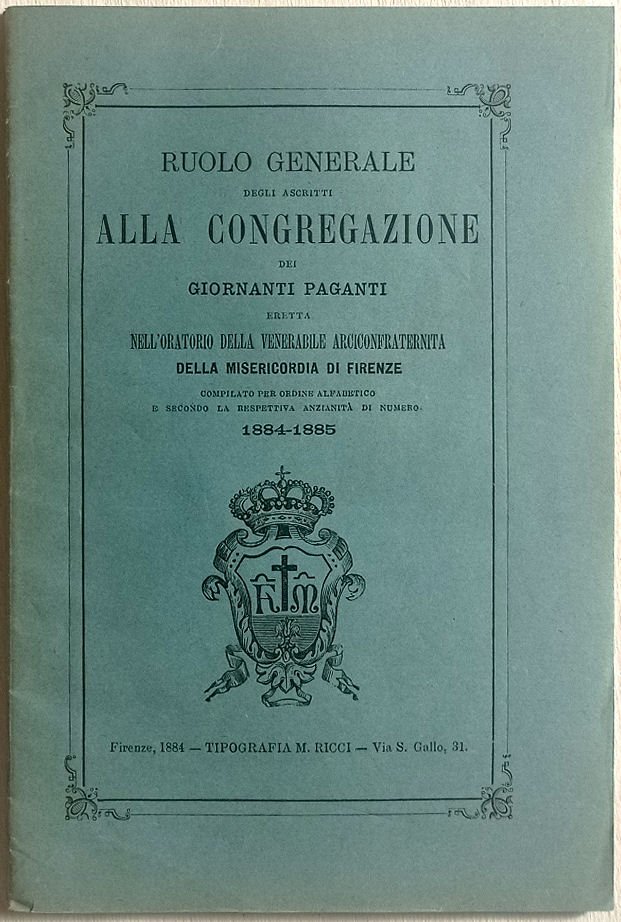 RUOLO GENERALE
DEGLI ASCRITTI
ALLA CONGREGAZIONE
DEI
GIORNANTI PAGANTI
ERETTA
NELL'ORATORIO DELLA VENERABILE ARCICONFRATERNITA
DELLA MISERICORDIA DI FIRENZE
COMPILATO PER ORDINE ALFABETICO
E SECONDO LA RESPETTIVA ANZIANITÀ DI NUMERO.
1884-1885
F M
Firenze, 1884 — TIPOGRAFIA M. RICCI — Via S. Gallo, 31.